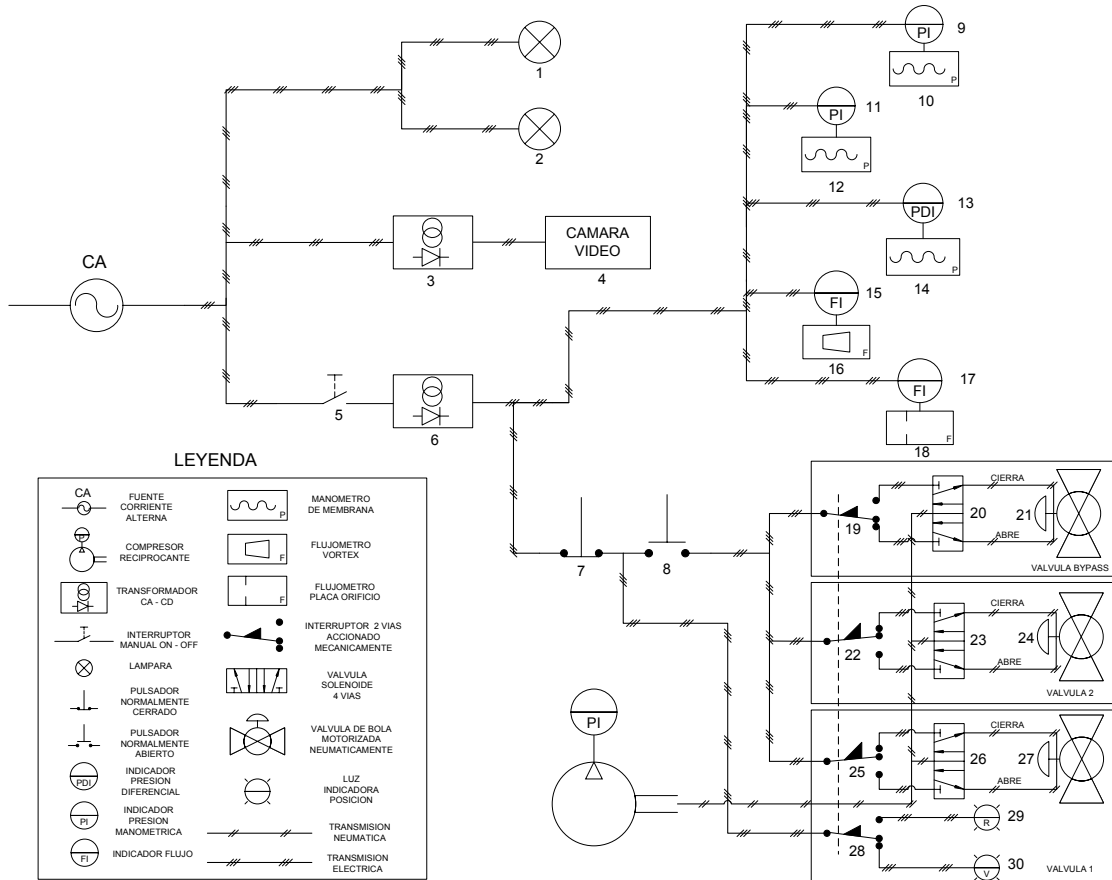 CA
1
2
3
CAMARA
VIDEO
4
5
6
7
8
PI
9
P
10
PI
11
P
12
PDI
13
P
14
FI
15
F
16
FI
17
F
18
CIERRA
19
20
21
ABRE
VALVULA BYPASS
CIERRA
22
23
24
ABRE
VALVULA 2
CIERRA
25
26
27
ABRE
28
R
29
V
30
VALVULA 1
PI
LEYENDA
CA
FUENTE
CORRIENTE
ALTERNA
P
COMPRESOR
RECIPROCANTE
TRANSFORMADOR
CA - CD
INTERRUPTOR
MANUAL ON - OFF
LAMPARA
PULSADOR
NORMALMENTE
CERRADO
PULSADOR
NORMALMENTE
ABIERTO
PDI
INDICADOR
PRESION
DIFERENCIAL
PI
INDICADOR
PRESION
MANOMETRICA
FI
INDICADOR FLUJO
P
MANOMETRO
DE MEMBRANA
F
FLUJOMETRO
VORTEX
F
FLUJOMETRO
PLACA ORIFICIO
INTERRUPTOR 2 VIAS
ACCIONADO
MECANICAMENTE
VALVULA
SOLENOIDE
4 VIAS
VALVULA DE BOLA
MOTORIZADA
NEUMATICAMENTE
LUZ
INDICADORA
POSICION
TRANSMISION
NEUMATICA
TRANSMISION
ELECTRICA